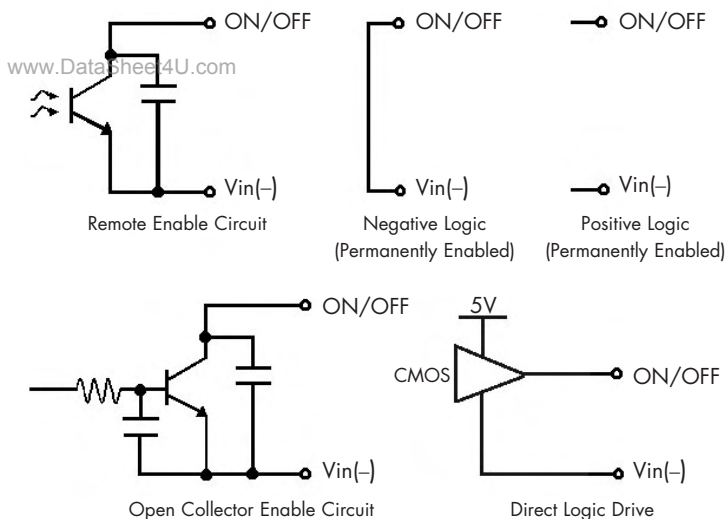 ON/OFF
ON/OFF
ON/OFF
www.DataSheet4U.com
Vin(–)
Vin(–)
Vin(–)
Remote Enable Circuit
Negative Logic
(Permanently Enabled)
Positive Logic
(Permanently Enabled)
ON/OFF
5V
CMOS
ON/OFF
Vin(–)
Vin(–)
Open Collector Enable Circuit
Direct Logic Drive